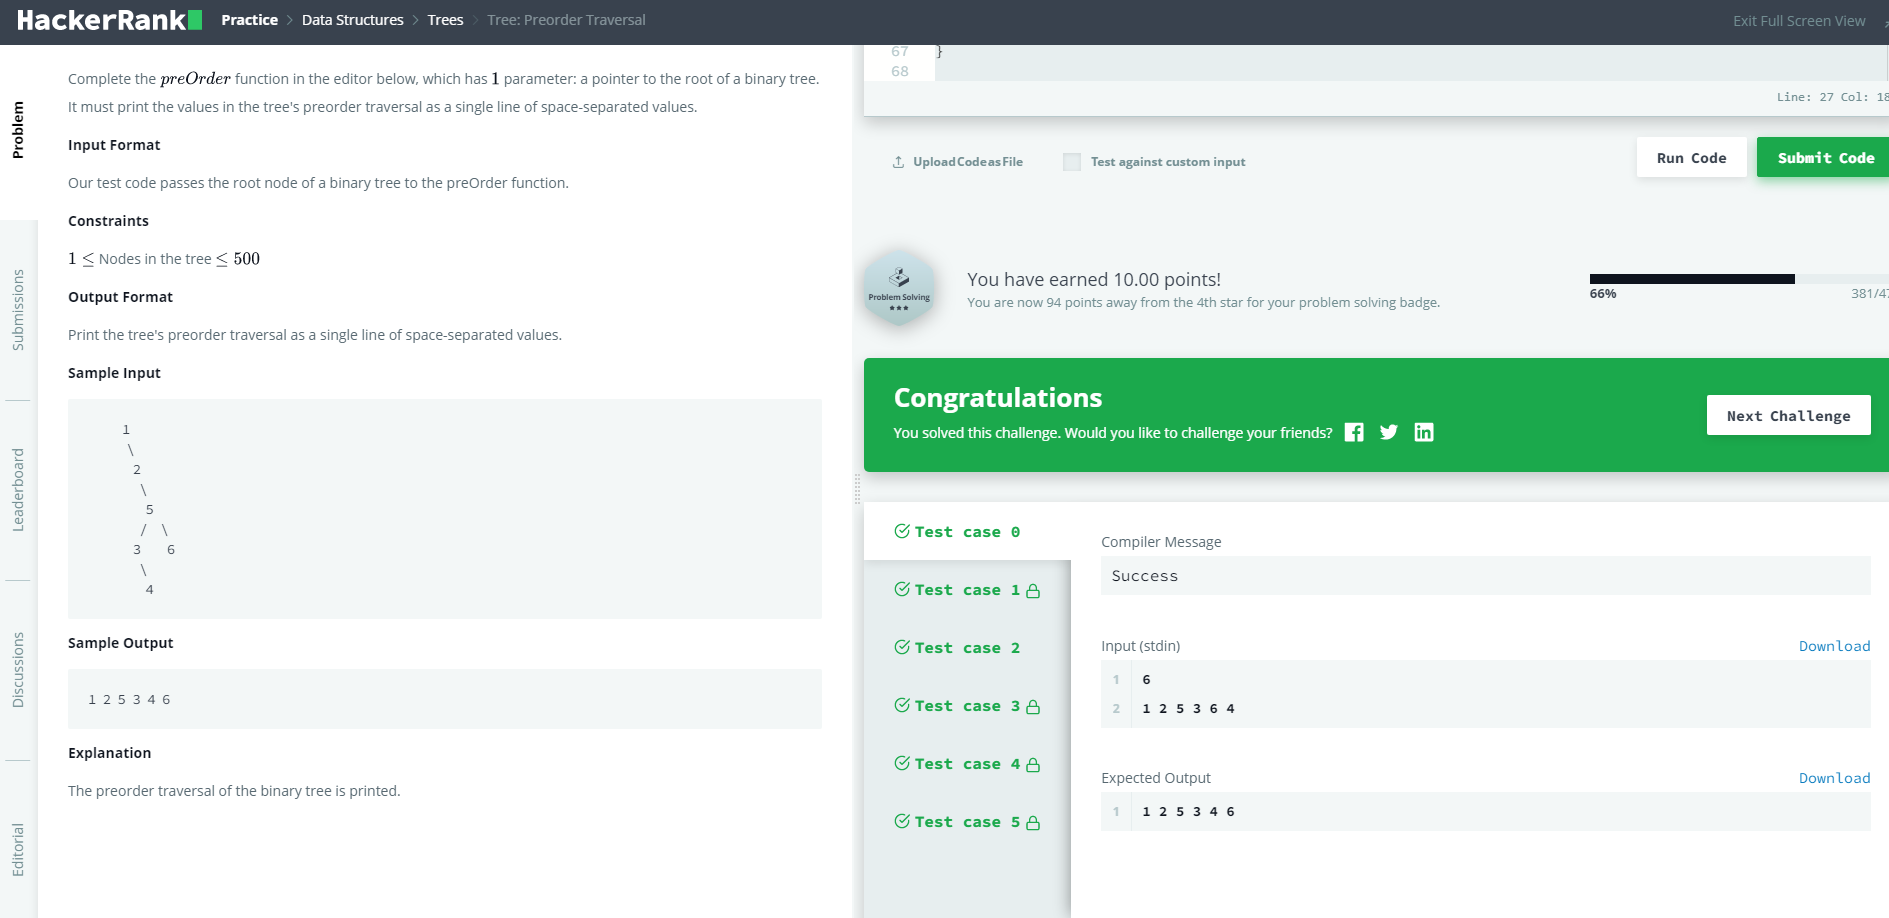 HackerRank
Practice > Data Structures > Trees > Tree: Preorder Traversal
Exit Full Screen View
Problem
Submissions
Leaderboard
Discussions
Editorial
Complete the preOrder function in the editor below, which has 1 parameter: a pointer to the root of a binary tree.
It must print the values in the tree's preorder traversal as a single line of space-separated values.
Input Format
Our test code passes the root node of a binary tree to the preOrder function.
Constraints
1 ≤ Nodes in the tree ≤ 500
Output Format
Print the tree's preorder traversal as a single line of space-separated values.
Sample Input
1
\
2
\
5
/ \
3 6
\
4
Sample Output
1 2 5 3 4 6
Explanation
The preorder traversal of the binary tree is printed.
67 }
68
Line: 27 Col: 18
Upload Code as File
Test against custom input
Run Code
Submit Code
Problem Solving
You have earned 10.00 points!
You are now 94 points away from the 4th star for your problem solving badge.
66%
381/47
Congratulations
You solved this challenge. Would you like to challenge your friends?
Next Challenge
Test case 0
Test case 1
Test case 2
Test case 3
Test case 4
Test case 5
Compiler Message
Success
Input (stdin)
Download
1 6
2 1 2 5 3 6 4
Expected Output
Download
1 1 2 5 3 4 6